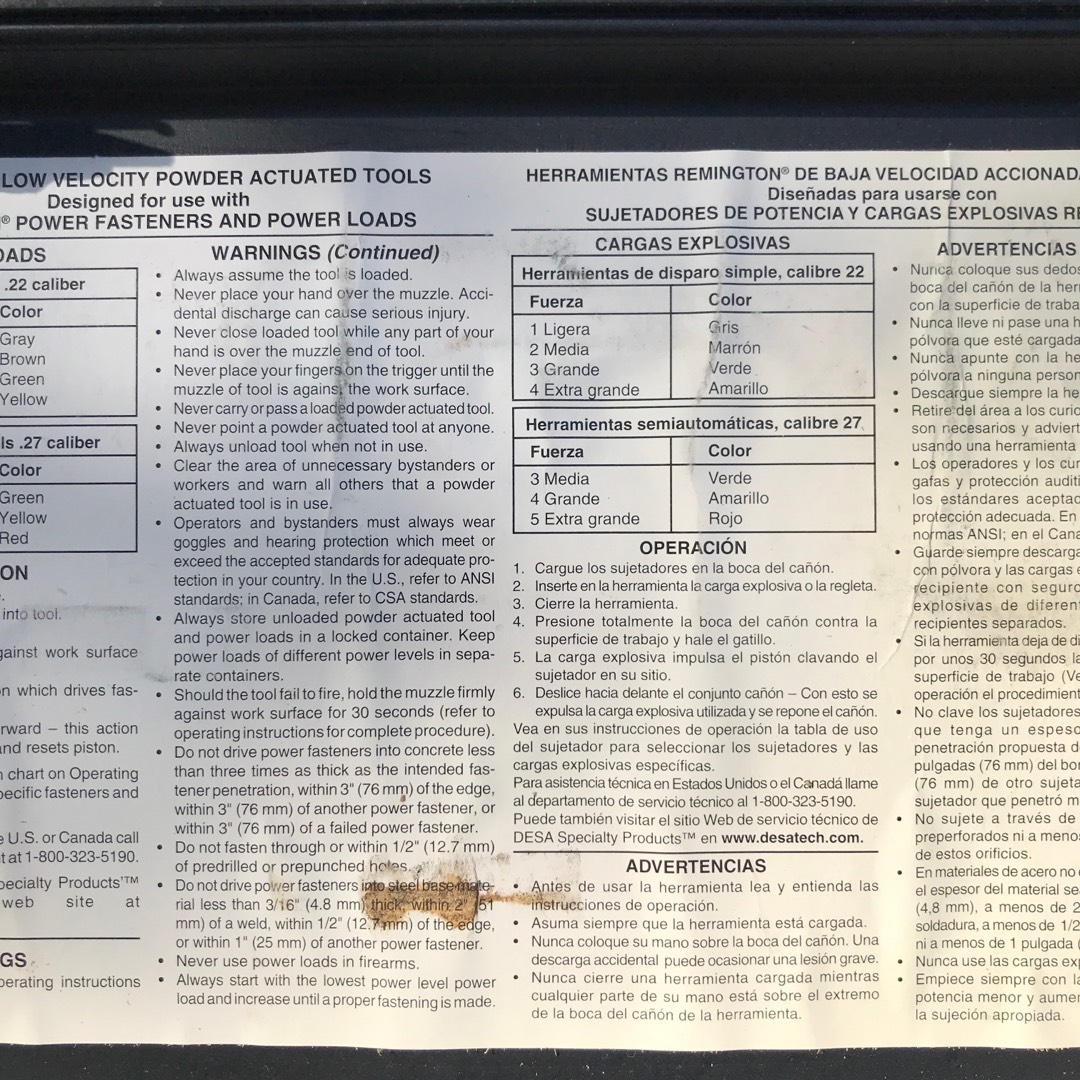 LOW VELOCITY POWDER ACTUATED TOOLS
Designed for use with
® POWER FASTENERS AND POWER LOADS
OADS
.22 caliber
Color
Gray
Brown
Green
Yellow
ls .27 caliber
Color
Green
Yellow
Red
ON
into tool.
gainst work surface
on which drives fas-
rward – this action
nd resets piston.
n chart on Operating
pecific fasteners and
e U.S. or Canada call
t at 1-800-323-5190.
pecialty Products'™
web site at
GS
perating instructions
WARNINGS (Continued)
• Always assume the tool is loaded.
• Never place your hand over the muzzle. Acci-
dental discharge can cause serious injury.
• Never close loaded tool while any part of your
hand is over the muzzle end of tool.
• Never place your fingers on the trigger until the
muzzle of tool is against the work surface.
• Never carry or pass a loaded powder actuated tool.
• Never point a powder actuated tool at anyone.
• Always unload tool when not in use.
• Clear the area of unnecessary bystanders or
workers and warn all others that a powder
actuated tool is in use.
• Operators and bystanders must always wear
goggles and hearing protection which meet or
exceed the accepted standards for adequate pro-
tection in your country. In the U.S., refer to ANSI
standards; in Canada, refer to CSA standards.
• Always store unloaded powder actuated tool
and power loads in a locked container. Keep
power loads of different power levels in sepa-
rate containers.
• Should the tool fail to fire, hold the muzzle firmly
against work surface for 30 seconds (refer to
operating instructions for complete procedure).
• Do not drive power fasteners into concrete less
than three times as thick as the intended fas-
tener penetration, within 3" (76 mm) of the edge,
within 3" (76 mm) of another power fastener, or
within 3" (76 mm) of a failed power fastener.
• Do not fasten through or within 1/2" (12.7 mm)
of predrilled or prepunched holes.
• Do not drive power fasteners into steel base mate-
rial less than 3/16" (4.8 mm) thick, within 2" (51
mm) of a weld, within 1/2" (12.7 mm) of the edge,
or within 1" (25 mm) of another power fastener.
• Never use power loads in firearms.
• Always start with the lowest power level power
load and increase until a proper fastening is made.
HERRAMIENTAS REMINGTON® DE BAJA VELOCIDAD ACCIONADA
Diseñadas para usarse con
SUJETADORES DE POTENCIA Y CARGAS EXPLOSIVAS RE
CARGAS EXPLOSIVAS
Herramientas de disparo simple, calibre 22
Fuerza Color
1 Ligera Gris
2 Media Marrón
3 Grande Verde
4 Extra grande Amarillo
Herramientas semiautomáticas, calibre 27
Fuerza Color
3 Media Verde
4 Grande Amarillo
5 Extra grande Rojo
OPERACIÓN
1. Cargue los sujetadores en la boca del cañón.
2. Inserte en la herramienta la carga explosiva o la regleta.
3. Cierre la herramienta.
4. Presione totalmente la boca del cañón contra la
superficie de trabajo y hale el gatillo.
5. La carga explosiva impulsa el pistón clavando el
sujetador en su sitio.
6. Deslice hacia delante el conjunto cañón – Con esto se
expulsa la carga explosiva utilizada y se repone el cañón.
Vea en sus instrucciones de operación la tabla de uso
del sujetador para seleccionar los sujetadores y las
cargas explosivas específicas.
Para asistencia técnica en Estados Unidos o el Canadá llame
al departamento de servicio técnico al 1-800-323-5190.
Puede también visitar el sitio Web de servicio técnico de
DESA Specialty Products™ en www.desatech.com.
ADVERTENCIAS
• Antes de usar la herramienta lea y entienda las
instrucciones de operación.
• Asuma siempre que la herramienta está cargada.
• Nunca coloque su mano sobre la boca del cañón. Una
descarga accidental puede ocasionar una lesión grave.
• Nunca cierre una herramienta cargada mientras
cualquier parte de su mano está sobre el extremo
de la boca del cañón de la herramienta.
ADVERTENCIAS
• Nunca coloque sus dedos
boca del cañón de la herr
con la superficie de traba
• Nunca lleve ni pase una h
pólvora que esté cargada
• Nunca apunte con la he
pólvora a ninguna person
• Descargue siempre la he
• Retire del área a los curio
son necesarios y adviert
usando una herramienta
• Los operadores y los cur
gafas y protección auditi
los estándares aceptad
protección adecuada. En
normas ANSI; en el Cana
• Guarde siempre descarga
con pólvora y las cargas e
recipiente con seguro
explosivas de diferent
recipientes separados.
• Si la herramienta deja de di
por unos 30 segundos la
superficie de trabajo (Ve
operación el procedimient
• No clave los sujetadores
que tenga un espeso
penetración propuesta d
pulgadas (76 mm) del bor
(76 mm) de otro sujeta
sujetador que penetró m
• No sujete a través de
preperforados ni a menos
de estos orificios.
• En materiales de acero no
el espesor del material sea
(4,8 mm), a menos de 2
soldadura, a menos de 1/2
ni a menos de 1 pulgada (
• Nunca use las cargas exp
• Empiece siempre con la
potencia menor y aumen
la sujeción apropiada.